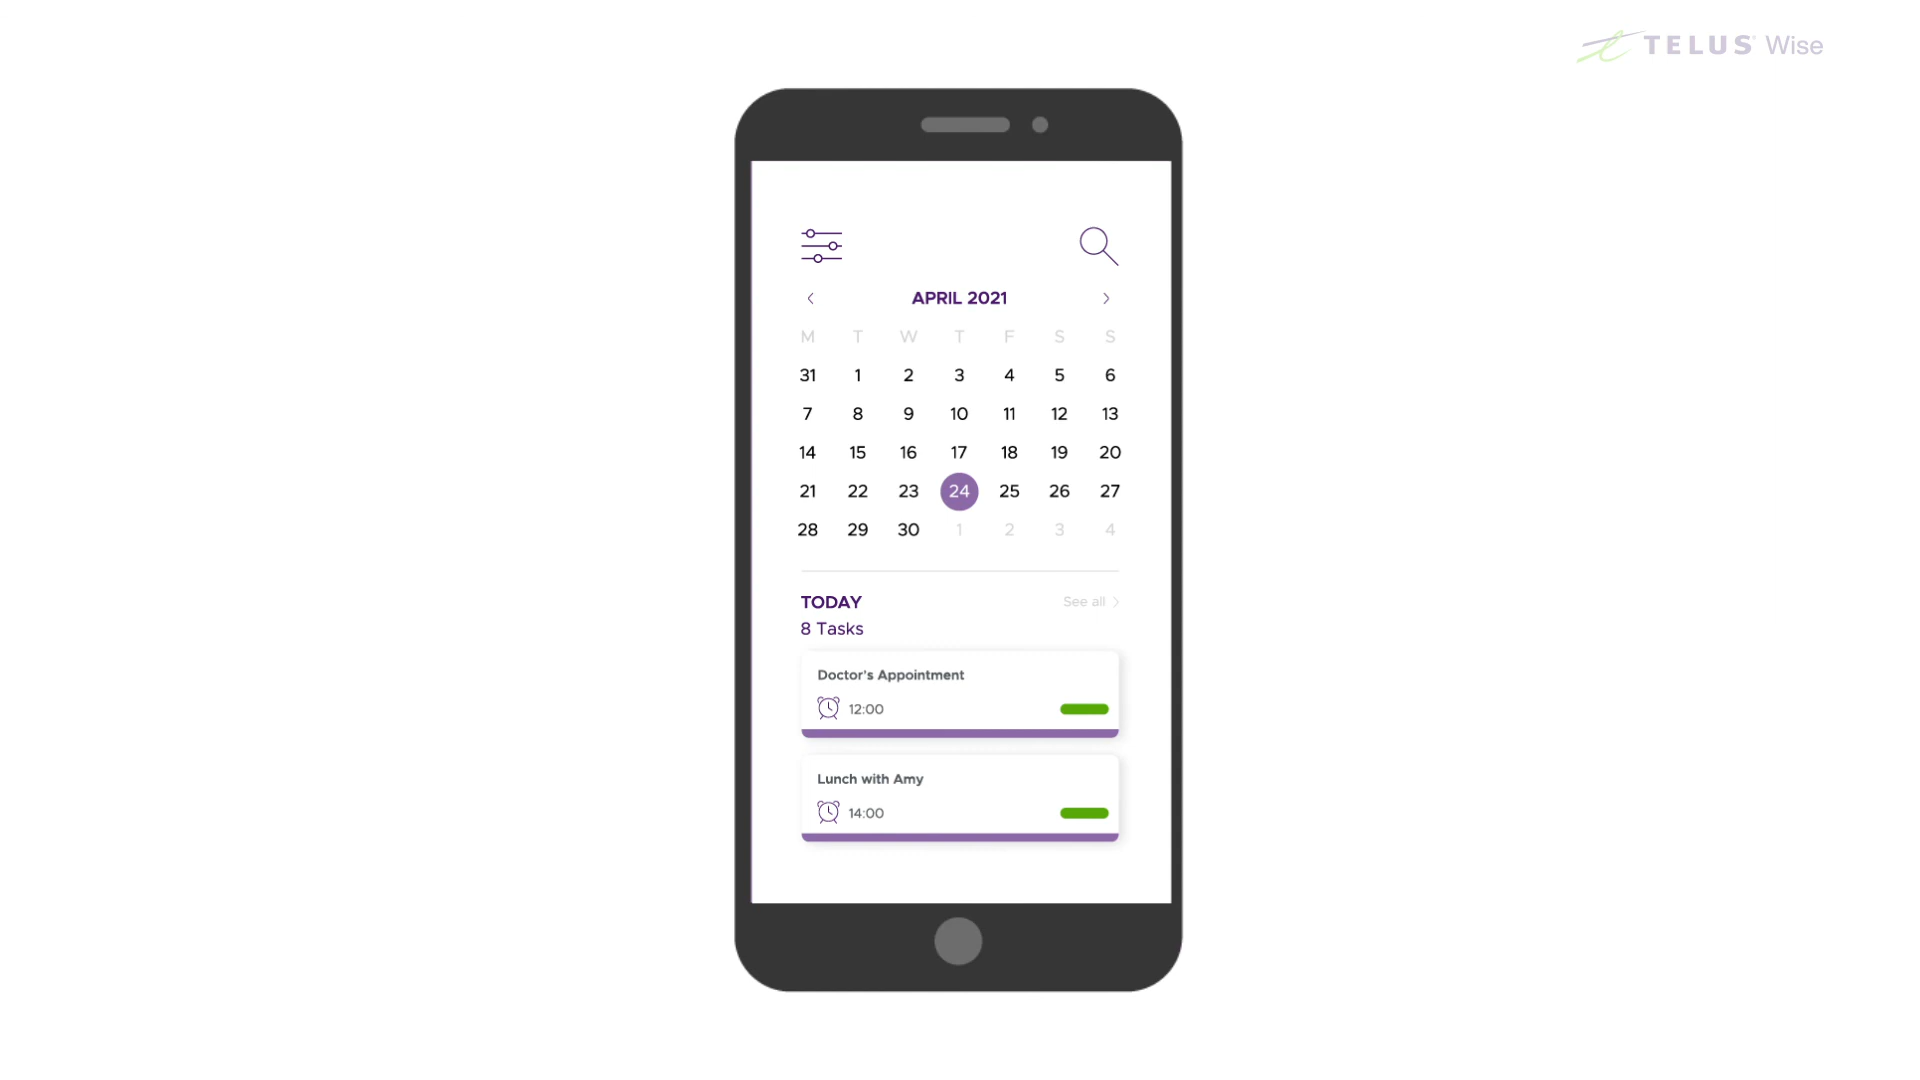 TELUS® Wise
APRIL 2021
M T W T F S S
31 1 2 3 4 5 6
7 8 9 10 11 12 13
14 15 16 17 18 19 20
21 22 23 24 25 26 27
28 29 30 1 2 3 4
TODAY See all
8 Tasks
Doctor's Appointment
12:00
Lunch with Amy
14:00